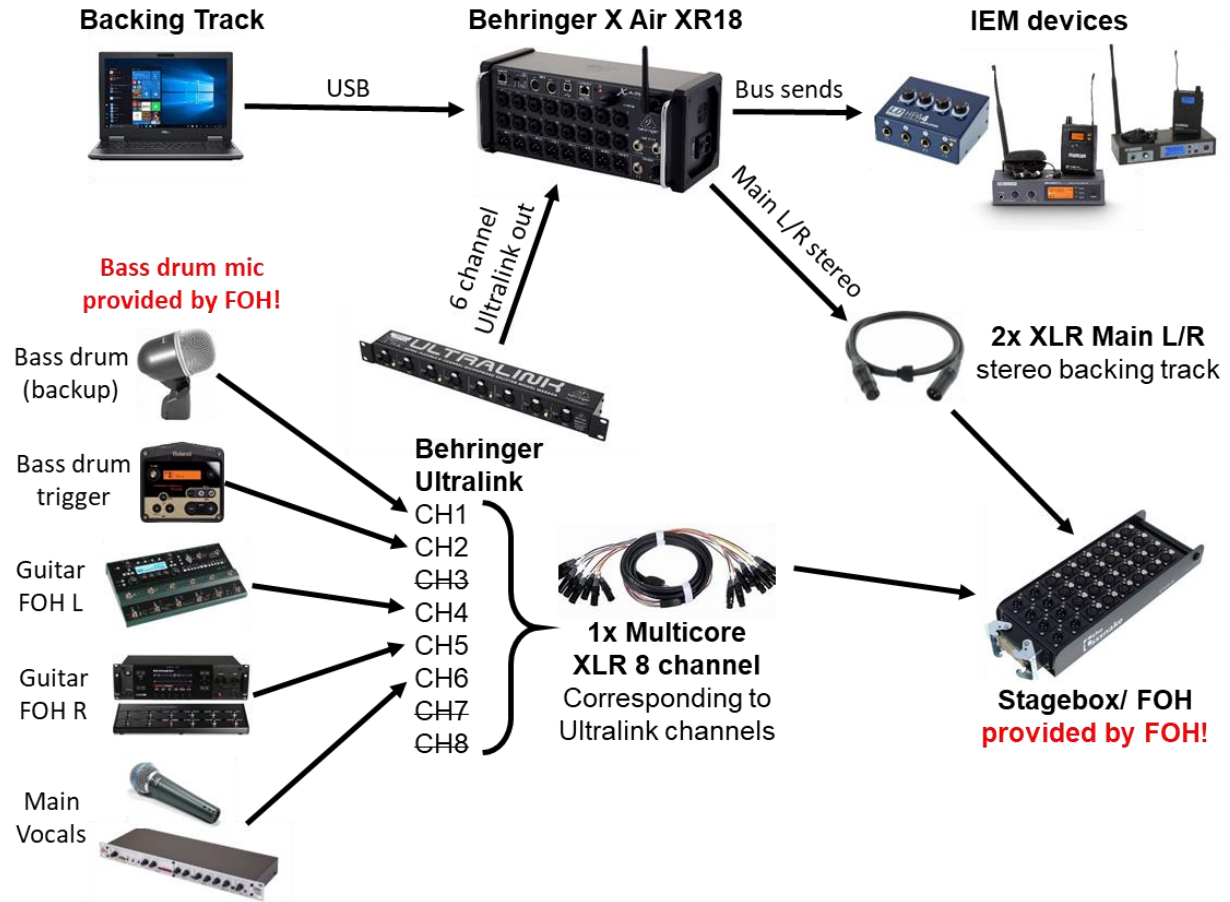 Backing Track
Behringer X Air XR18
IEM devices
USB
Bus sends
6 channel
Ultralink out
Main L/R stereo
Bass drum mic
provided by FOH!
ULTRALINK
2x XLR Main L/R
stereo backing track
Bass drum
(backup)
Behringer
Ultralink
Bass drum
trigger
Roland
CH1
CH2
CH3
CH4
CH5
CH6
CH7
CH8
Guitar
FOH L
Guitar
FOH R
Main
Vocals
1x Multicore
XLR 8 channel
Corresponding to
Ultralink channels
Stagebox/ FOH
provided by FOH!